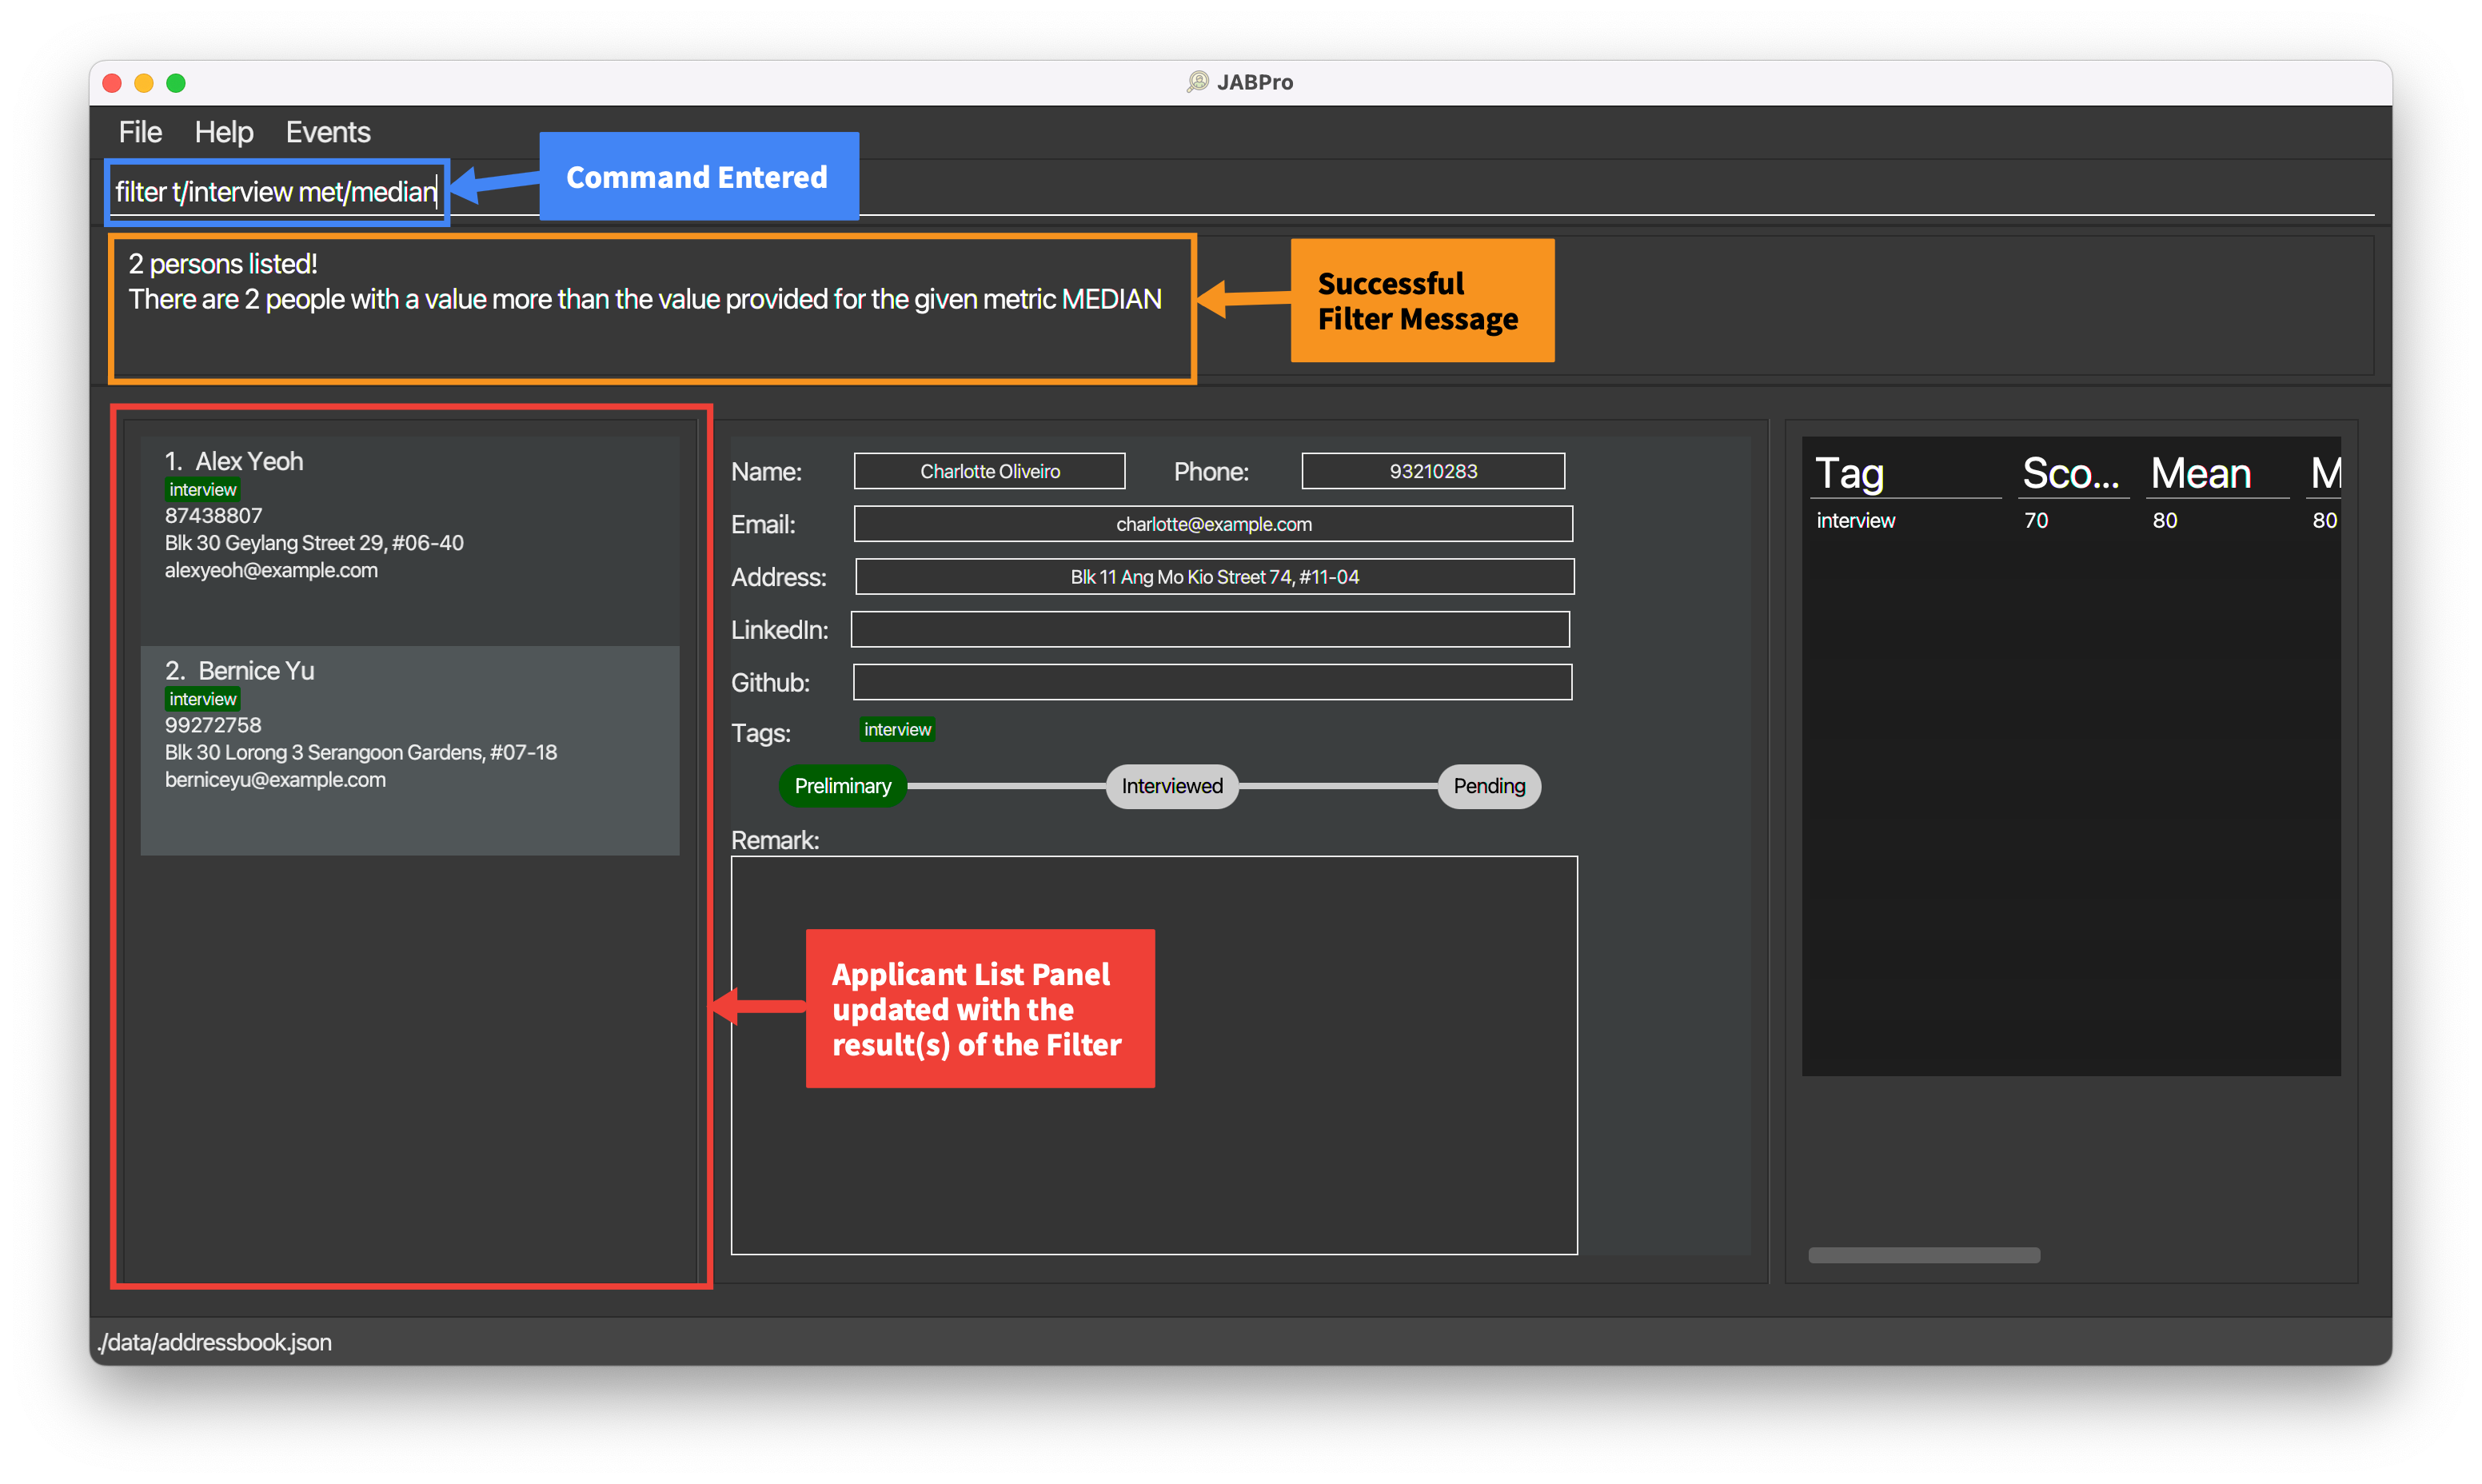 JABPro
File Help Events
filter t/interview met/median
Command Entered
2 persons listed!
There are 2 people with a value more than the value provided for the given metric MEDIAN
Successful
Filter Message
1. Alex Yeoh
interview
87438807
Blk 30 Geylang Street 29, #06-40
alexyeoh@example.com
2. Bernice Yu
interview
99272758
Blk 30 Lorong 3 Serangoon Gardens, #07-18
berniceyu@example.com
Name: Charlotte Oliveiro Phone: 93210283
Email: charlotte@example.com
Address: Blk 11 Ang Mo Kio Street 74, #11-04
LinkedIn:
Github:
Tags: interview
Preliminary Interviewed Pending
Remark:
Applicant List Panel
updated with the
result(s) of the Filter
Tag Sco... Mean M
interview 70 80 80
./data/addressbook.json